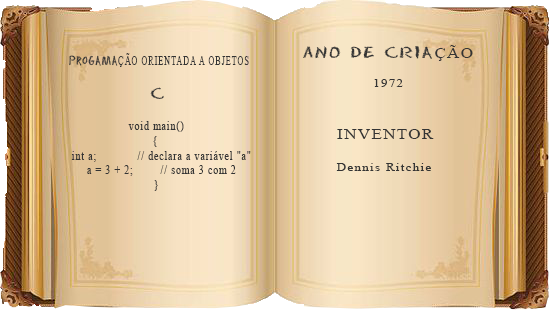 PROGAMAÇÃO ORIENTADA A OBJETOS
C
void main()
{
int a; // declara a variável "a"
a = 3 + 2; // soma 3 com 2
}
ANO DE CRIAÇÃO
1972
INVENTOR
Dennis Ritchie